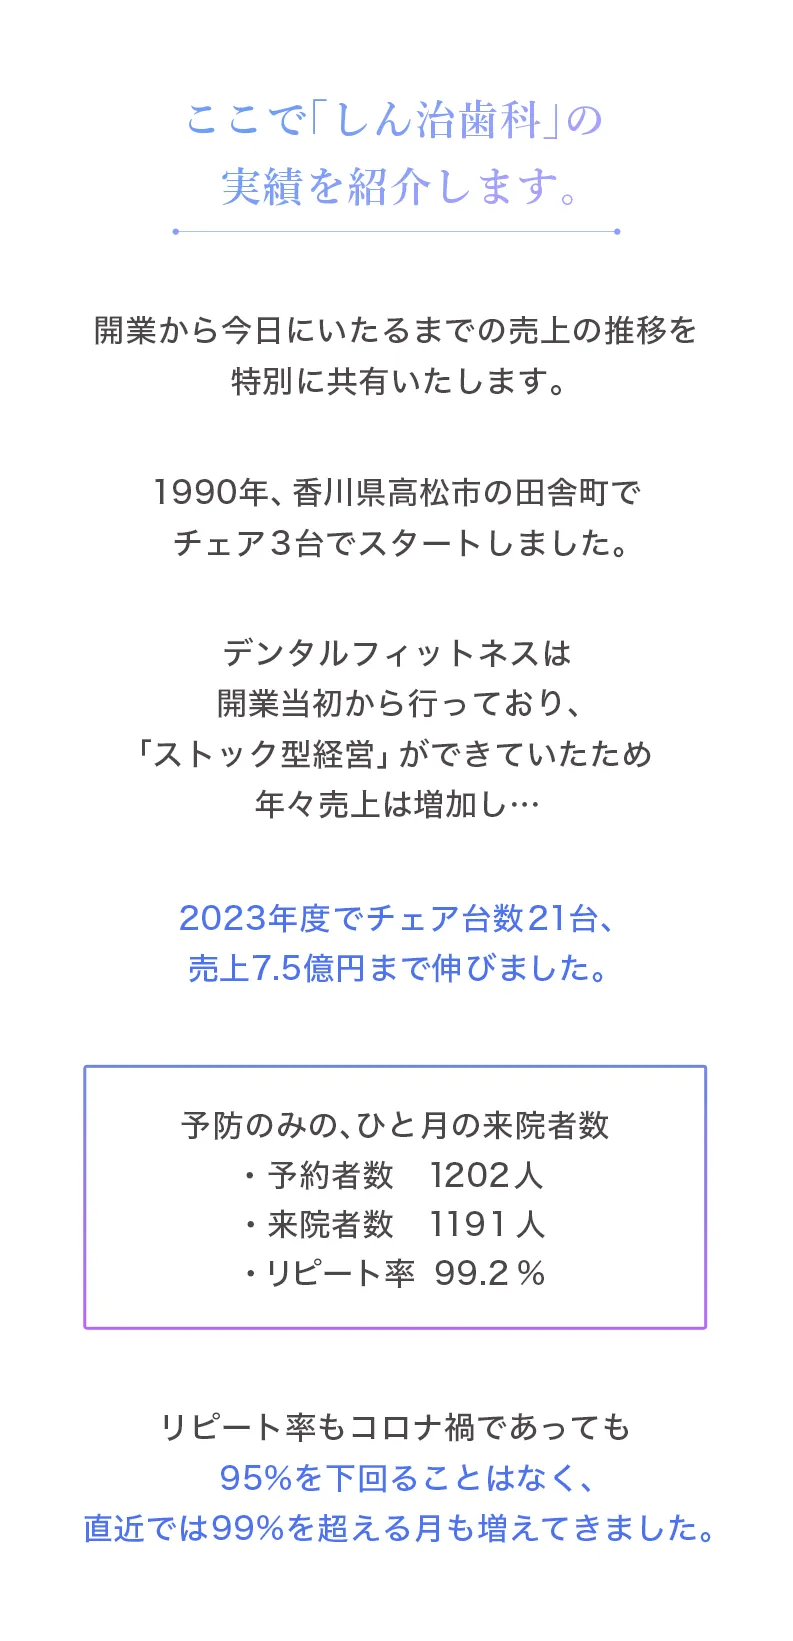 ここで「しん治歯科」の
実績を紹介します。
開業から今日にいたるまでの売上の推移を
特別に共有いたします。
1990年、香川県高松市の田舎町で
チェア3台でスタートしました。
デンタルフィットネスは
開業当初から行っており、
「ストック型経営」ができていたため
年々売上は増加し…
2023年度でチェア台数21台、
売上7.5億円まで伸びました。
予防のみの、ひと月の来院者数
・予約者数　1202人
・来院者数　1191人
・リピート率 99.2%
リピート率もコロナ禍であっても
95%を下回ることはなく、
直近では99%を超える月も増えてきました。